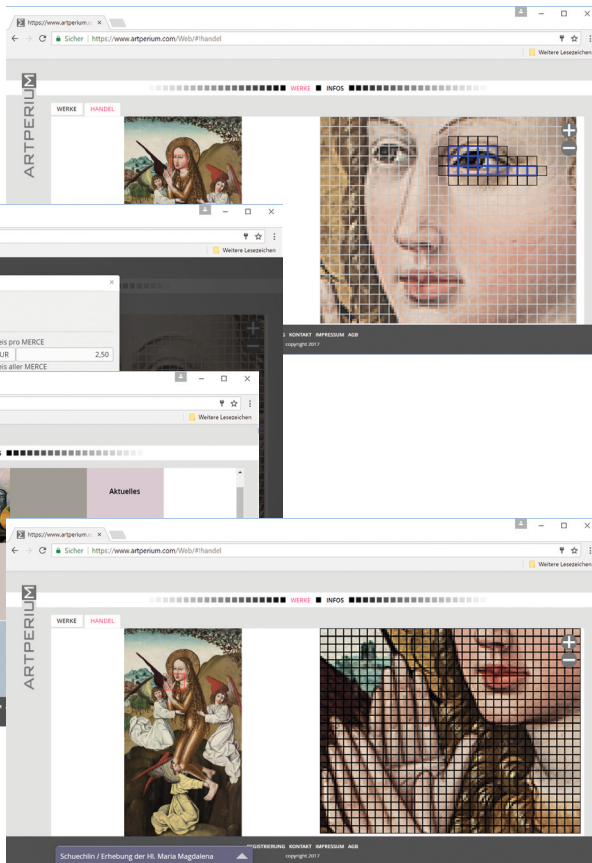 https://www.artperium.c
Sicher https://www.artperium.com/Web/#!handel
Weitere Lesezeichen
WERKE INFOS
ARTPERIUM
WERKE HANDEL
KONTAKT IMPRESSUM AGB
copyright 2017
Weitere Lesezeichen
eis pro MERCE
UR 2,50
eis aller MERCE
Weitere Lesezeichen
Aktuelles
https://www.artperium.c
Sicher https://www.artperium.com/Web/#!handel
Weitere Lesezeichen
WERKE INFOS
ARTPERIUM
WERKE HANDEL
EGISTRIERUNG KONTAKT IMPRESSUM AGB
Schuechlin / Erhebung der Hl. Maria Magdalena
copyright 2017